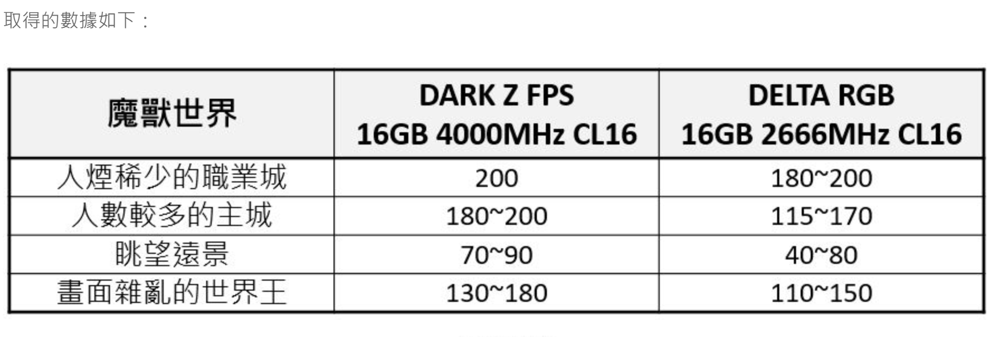 取得的數據如下：
魔獸世界
DARK Z FPS
16GB 4000MHz CL16
DELTA RGB
16GB 2666MHz CL16
人煙稀少的職業城 200 180~200
人數較多的主城 180~200 115~170
眺望遠景 70~90 40~80
畫面雜亂的世界王 130~180 110~150